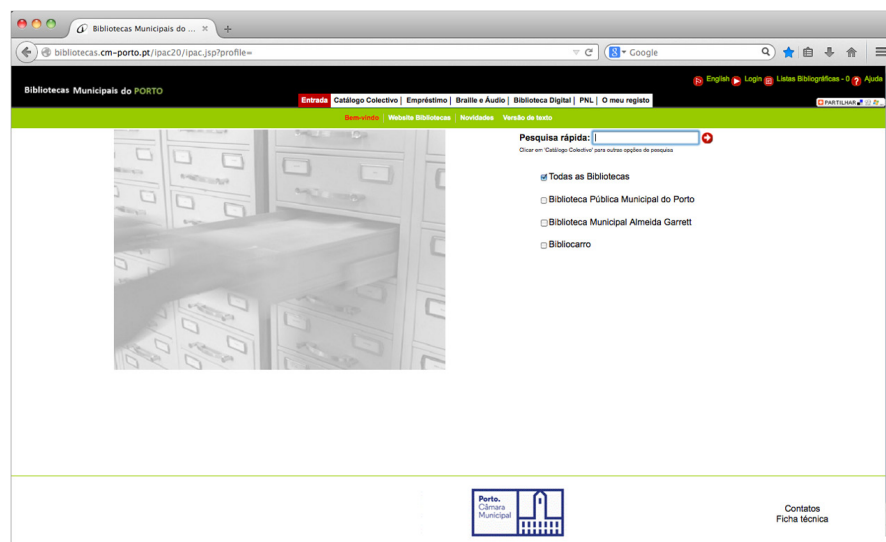 Bibliotecas Municipais do ...
bibliotecas.cm-porto.pt/ipac20/ipac.jsp?profile=
Google
English Login Listas Bibliográficas - 0 Ajuda
Bibliotecas Municipais do PORTO
Entrada Catálogo Colectivo | Empréstimo | Braille e Áudio | Biblioteca Digital | PNL | O meu registo
PARTILHAR
Bem-vindo Website Bibliotecas Novidades Versão de texto
Pesquisa rápida:
Clicar em 'Catálogo Colectivo' para outras opções de pesquisa
Todas as Bibliotecas
Biblioteca Pública Municipal do Porto
Biblioteca Municipal Almeida Garrett
Bibliocarro
Porto.
Câmara
Municipal
Contatos
Ficha técnica